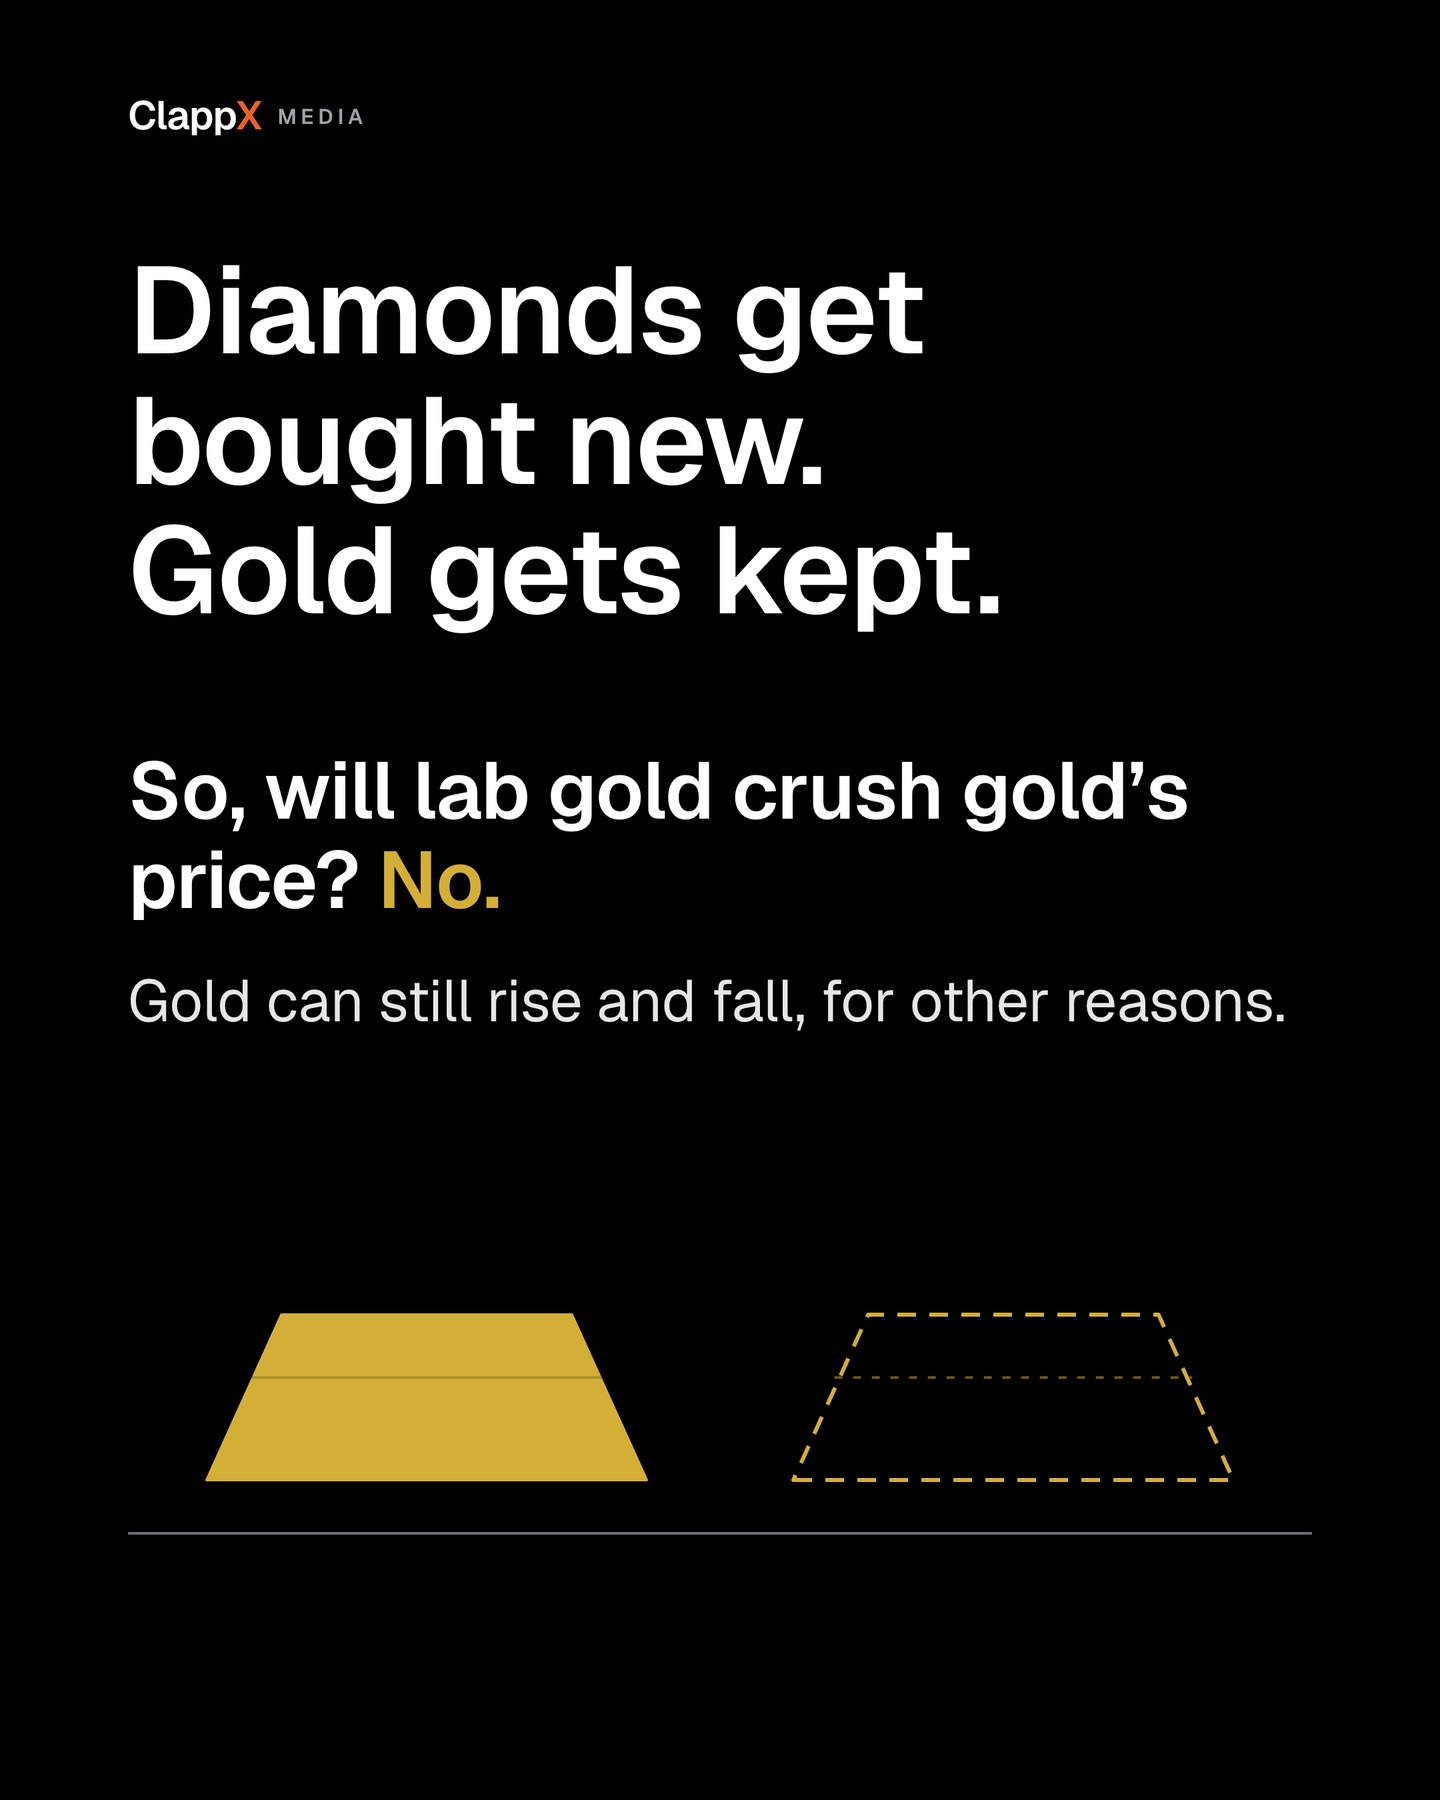 ClappX MEDIA
Diamonds get
bought new.
Gold gets kept.
So, will lab gold crush gold’s
price? No.
Gold can still rise and fall, for other reasons.